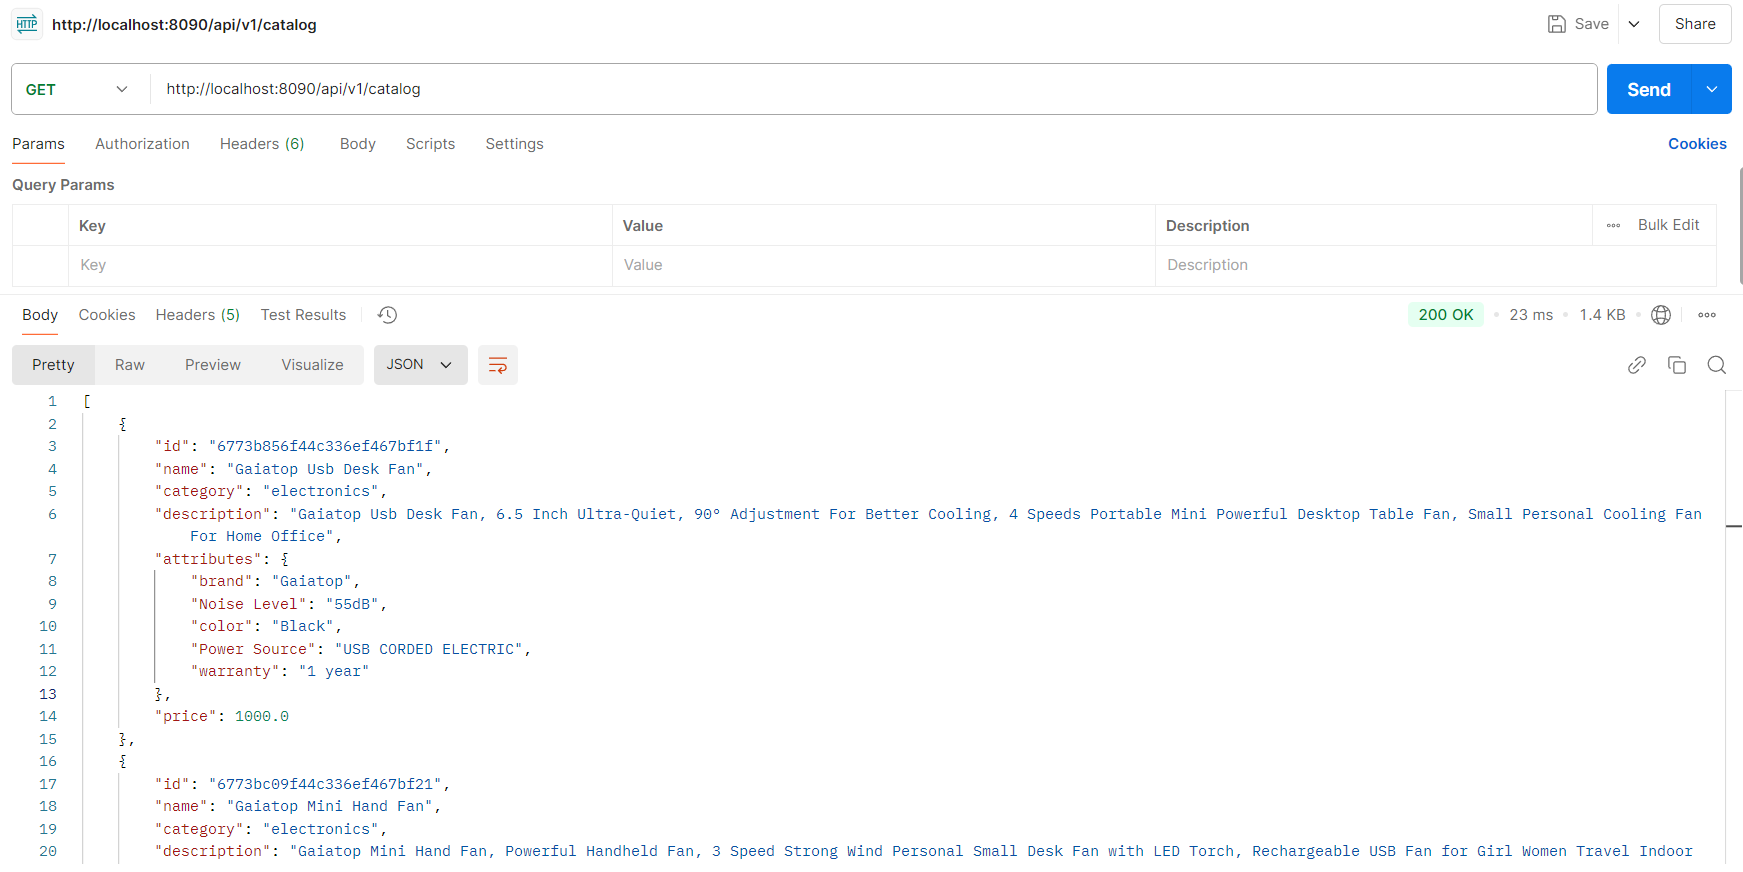 HTTP http://localhost:8090/api/v1/catalog Save Share
GET http://localhost:8090/api/v1/catalog Send
Params Authorization Headers (6) Body Scripts Settings Cookies
Query Params
Key Value Description Bulk Edit
Key Value Description
Body Cookies Headers (5) Test Results 200 OK 23 ms 1.4 KB
Pretty Raw Preview Visualize JSON
1 [
2 {
3 "id": "6773b856f44c336ef467bf1f",
4 "name": "Gaiatop Usb Desk Fan",
5 "category": "electronics",
6 "description": "Gaiatop Usb Desk Fan, 6.5 Inch Ultra-Quiet, 90° Adjustment For Better Cooling, 4 Speeds Portable Mini Powerful Desktop Table Fan, Small Personal Cooling Fan
For Home Office",
7 "attributes": {
8 "brand": "Gaiatop",
9 "Noise Level": "55dB",
10 "color": "Black",
11 "Power Source": "USB CORDED ELECTRIC",
12 "warranty": "1 year"
13 },
14 "price": 1000.0
15 },
16 {
17 "id": "6773bc09f44c336ef467bf21",
18 "name": "Gaiatop Mini Hand Fan",
19 "category": "electronics",
20 "description": "Gaiatop Mini Hand Fan, Powerful Handheld Fan, 3 Speed Strong Wind Personal Small Desk Fan with LED Torch, Rechargeable USB Fan for Girl Women Travel Indoor